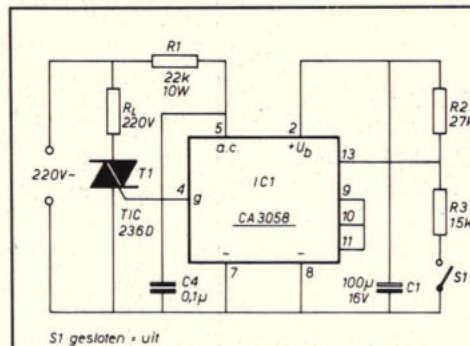 R1
22k
10W
R2
27k
RL
220V
5
a.c.
2
+Ub
13
220V~
T1
4
g
IC1
9
R3
15k
TIC
236D
CA3058
10
11
–
7
–
8
C4
0,1µ
100µ
16V
C1
S1
S1 gesloten = uit